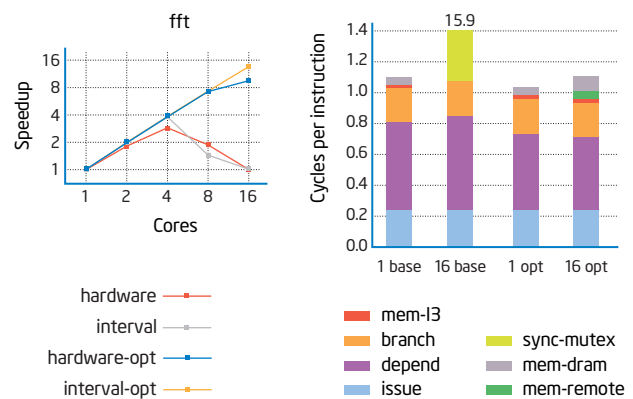 fft
Speedup
16
8
4
2
1
1 2 4 8 16
Cores
hardware
interval
hardware-opt
interval-opt
15.9
Cycles per instruction
1.4
1.2
1.0
0.8
0.6
0.4
0.2
0.0
1 base 16 base 1 opt 16 opt
mem-l3
branch
depend
issue
sync-mutex
mem-dram
mem-remote